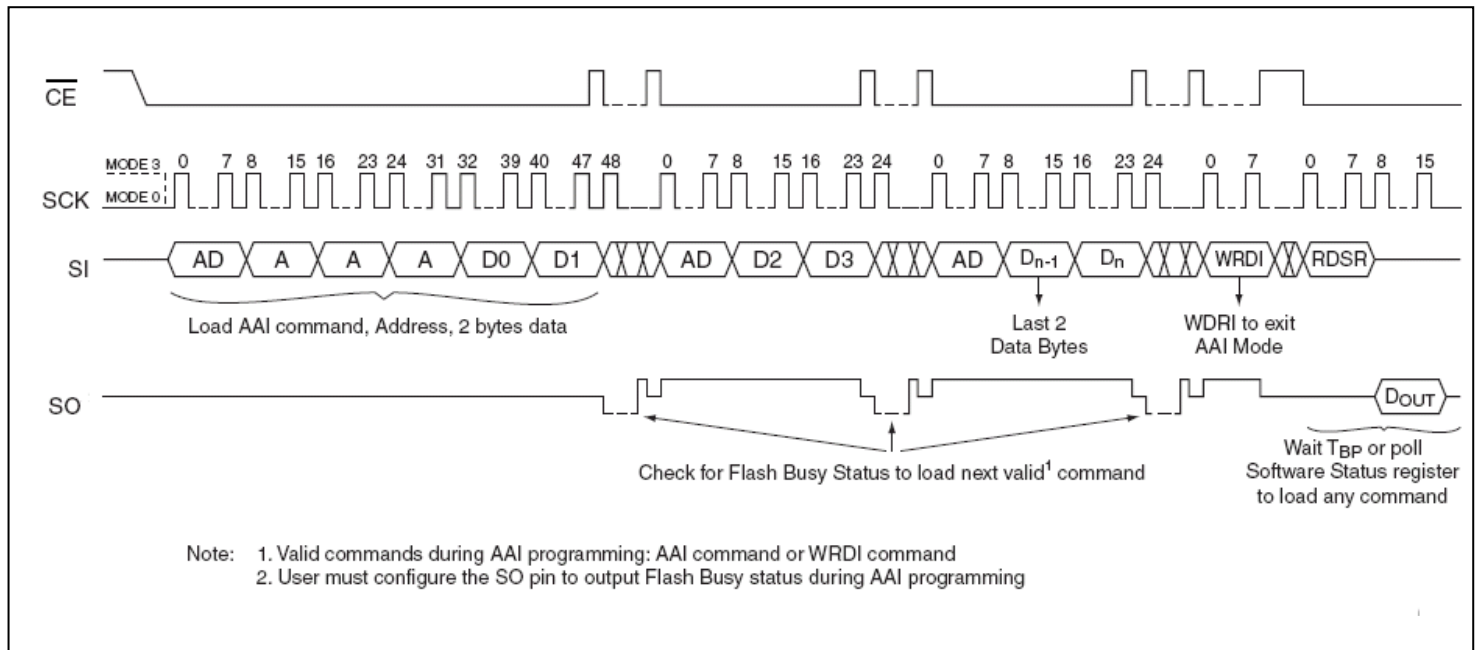 CE
MODE 3 0 7 8 15 16 23 24 31 32 39 40 47 48 0 7 8 15 16 23 24 0 7 8 15 16 23 24 0 7 0 7 8 15
SCK MODE 0
SI AD A A A D0 D1 AD D2 D3 AD Dn-1 Dn WRDI RDSR
Load AAI command, Address, 2 bytes data
Last 2
Data Bytes
WDRI to exit
AAI Mode
SO DOUT
Check for Flash Busy Status to load next valid1 command
Wait TBP or poll
Software Status register
to load any command
Note: 1. Valid commands during AAI programming: AAI command or WRDI command
2. User must configure the SO pin to output Flash Busy status during AAI programming